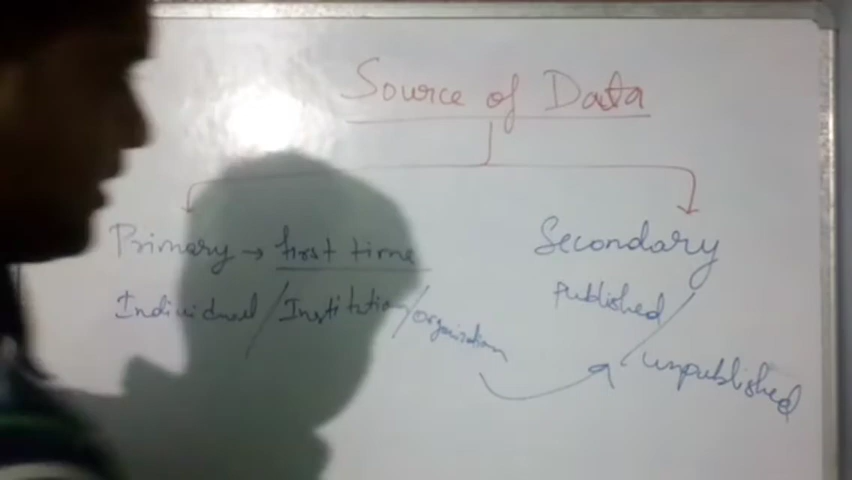 Source of Data
Primary → first time
Secondary
Individual / Institution / organization
Published /
unpublished